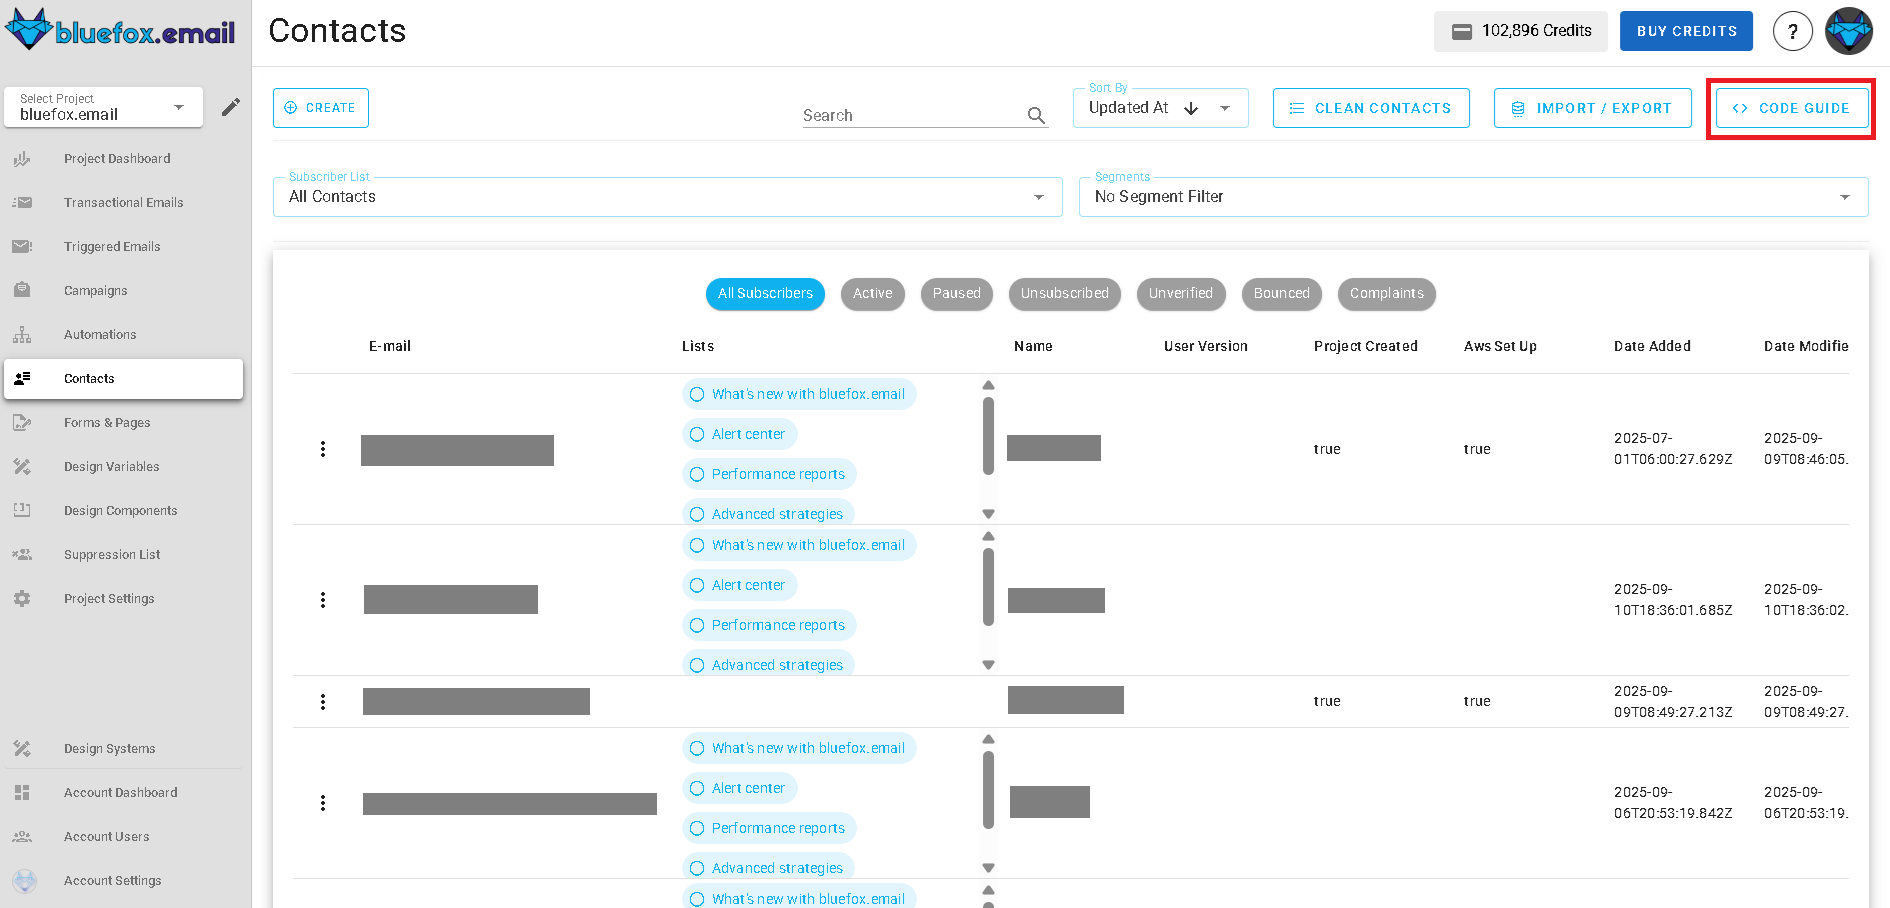 bluefox.email
Contacts
102,896 Credits
BUY CREDITS
?
Select Project
bluefox.email
Project Dashboard
Transactional Emails
Triggered Emails
Campaigns
Automations
Contacts
Forms & Pages
Design Variables
Design Components
Suppression List
Project Settings
Design Systems
Account Dashboard
Account Users
Account Settings
CREATE
Search
Sort By
Updated At
CLEAN CONTACTS
IMPORT / EXPORT
CODE GUIDE
Subscriber List
All Contacts
Segments
No Segment Filter
All Subscribers
Active
Paused
Unsubscribed
Unverified
Bounced
Complaints
E-mail
Lists
Name
User Version
Project Created
Aws Set Up
Date Added
Date Modifie
What's new with bluefox.email
Alert center
Performance reports
Advanced strategies
true
true
2025-07-
01T06:00:27.629Z
2025-09-
09T08:46:05.
What's new with bluefox.email
Alert center
Performance reports
Advanced strategies
2025-09-
10T18:36:01.685Z
2025-09-
10T18:36:02.
true
true
2025-09-
09T08:49:27.213Z
2025-09-
09T08:49:27.
What's new with bluefox.email
Alert center
Performance reports
Advanced strategies
2025-09-
06T20:53:19.842Z
2025-09-
06T20:53:19.
What's new with bluefox.email